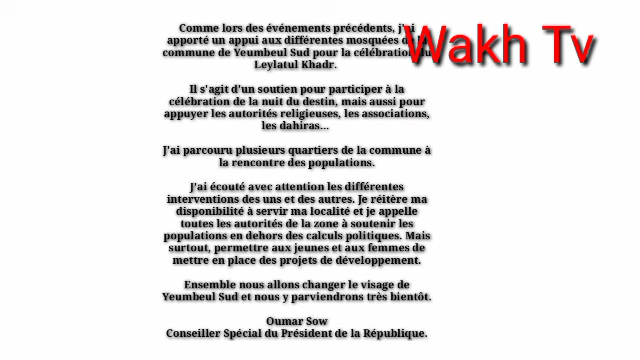 Comme lors des événements précédents, j'ai
apporté un appui aux différentes mosquées de la
commune de Yeumbeul Sud pour la célébration du
Leylatul Khadr.
Wakh Tv
Il s'agit d'un soutien pour participer à la
célébration de la nuit du destin, mais aussi pour
appuyer les autorités religieuses, les associations,
les dahiras...
J'ai parcouru plusieurs quartiers de la commune à
la rencontre des populations.
J'ai écouté avec attention les différentes
interventions des uns et des autres. Je réitère ma
disponibilité à servir ma localité et je appelle
toutes les autorités de la zone à soutenir les
populations en dehors des calculs politiques. Mais
surtout, permettre aux jeunes et aux femmes de
mettre en place des projets de développement.
Ensemble nous allons changer le visage de
Yeumbeul Sud et nous y parviendrons très bientôt.
Oumar Sow
Conseiller Spécial du Président de la République.